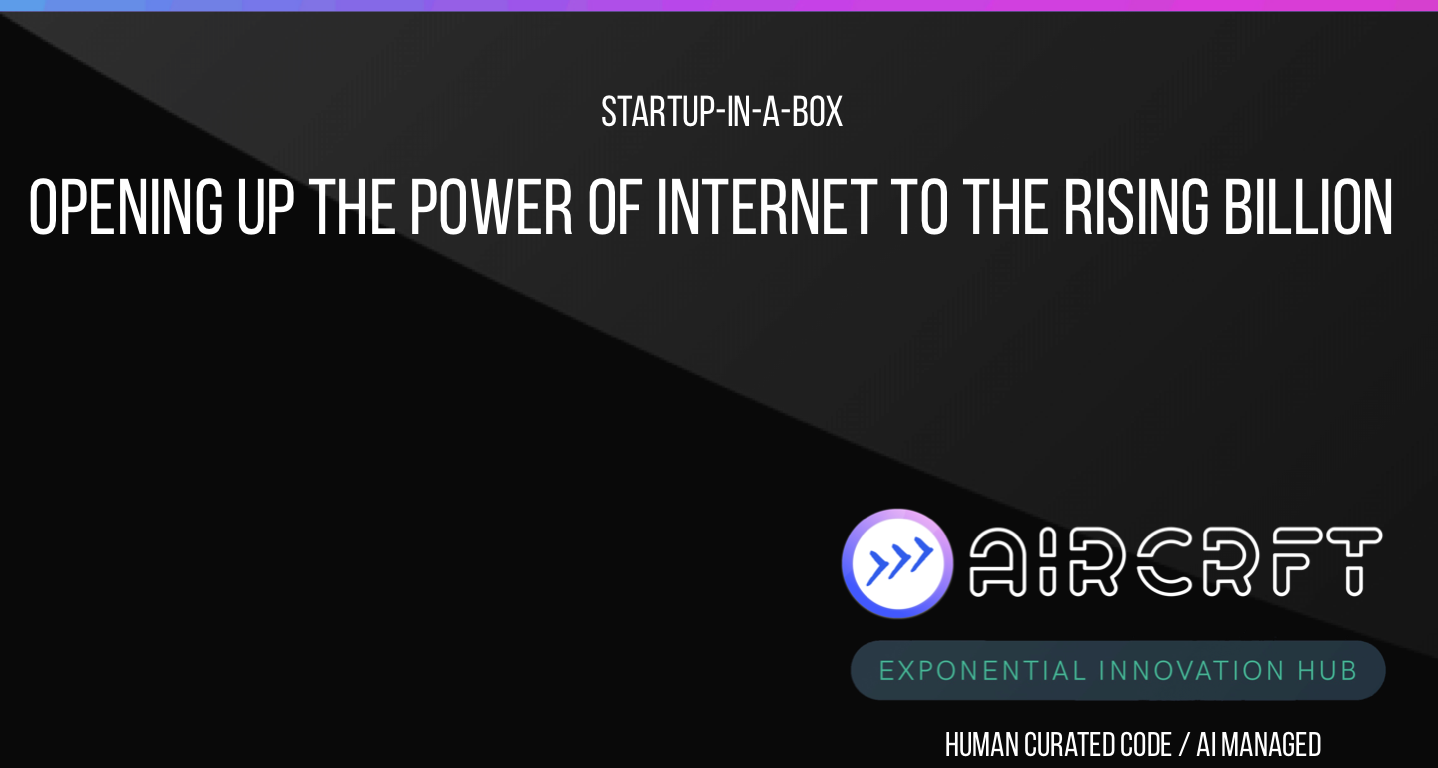 STARTUP-IN-A-BOX
OPENING UP THE POWER OF INTERNET TO THE RISING BILLION
AIRCRFT
EXPONENTIAL INNOVATION HUB
HUMAN CURATED CODE / AI MANAGED